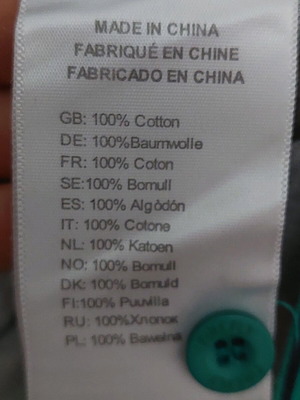 MADE IN CHINA
FABRIQUÉ EN CHINE
FABRICADO EN CHINA
GB: 100% Cotton
DE: 100%Baumwolle
FR: 100% Coton
SE:100% Bomull
ES: 100% Algòdón
IT: 100% Cotone
NL: 100% Katoen
NO: 100% Bomull
DK: 100% Bomuld
FI:100% Puuvilla
RU: 100%Хлопок
PL: 100% Bawełna